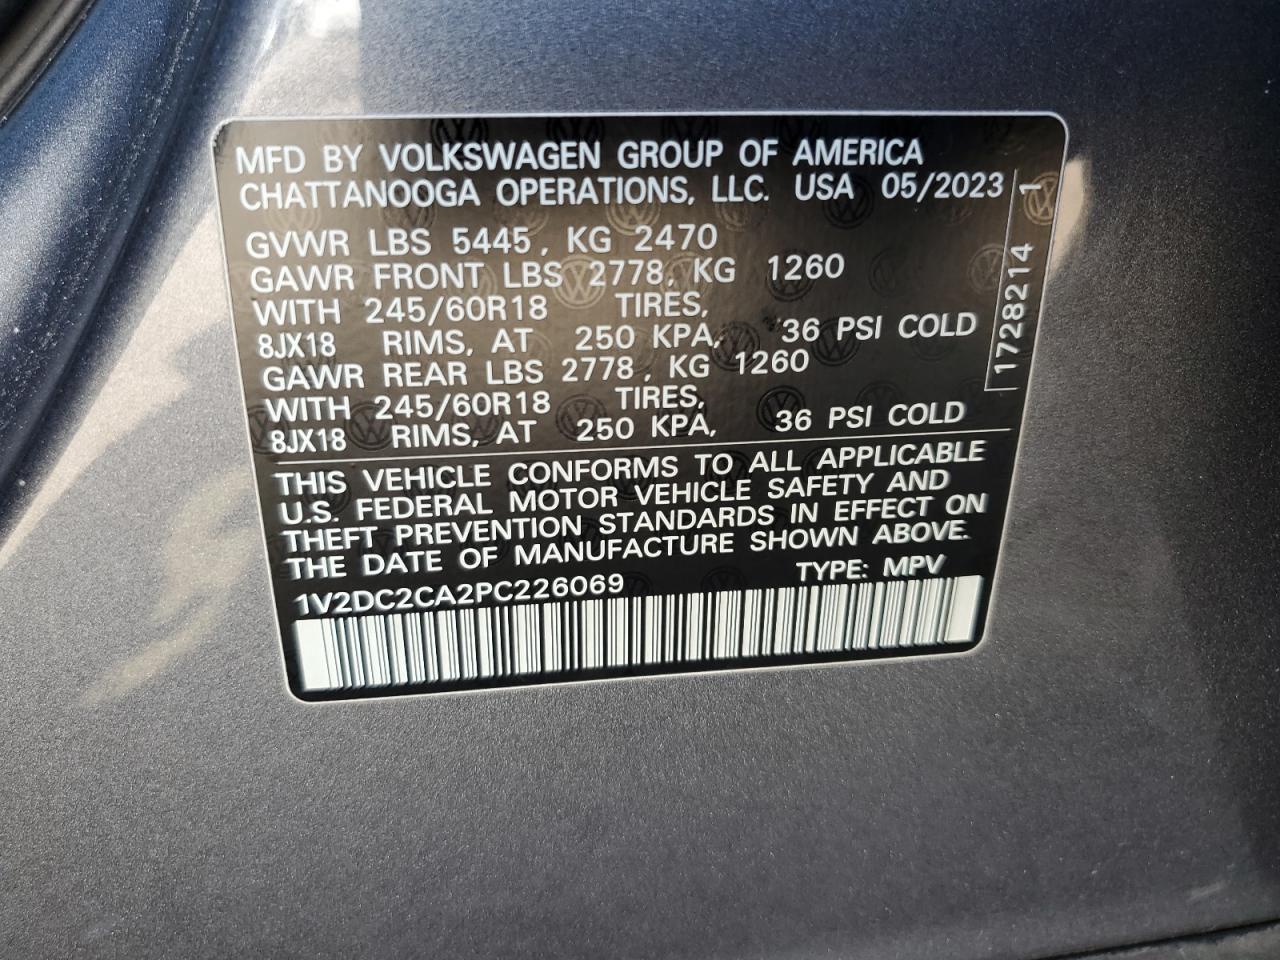 MFD BY VOLKSWAGEN GROUP OF AMERICA
CHATTANOOGA OPERATIONS, LLC. USA 05/2023
GVWR LBS 5445, KG 2470
GAWR FRONT LBS 2778, KG 1260
WITH 245/60R18 TIRES,
8JX18 RIMS, AT 250 KPA, 36 PSI COLD
GAWR REAR LBS 2778, KG 1260
WITH 245/60R18 TIRES,
8JX18 RIMS, AT 250 KPA, 36 PSI COLD
1728214 1
THIS VEHICLE CONFORMS TO ALL APPLICABLE
U.S. FEDERAL MOTOR VEHICLE SAFETY AND
THEFT PREVENTION STANDARDS IN EFFECT ON
THE DATE OF MANUFACTURE SHOWN ABOVE.
1V2DC2CA2PC226069 TYPE: MPV